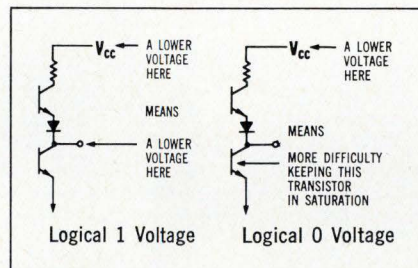 Vcc
A LOWER
VOLTAGE
HERE
MEANS
A LOWER
VOLTAGE
HERE
Logical 1 Voltage
Vcc
A LOWER
VOLTAGE
HERE
MEANS
MORE DIFFICULTY
KEEPING THIS
TRANSISTOR
IN SATURATION
Logical 0 Voltage